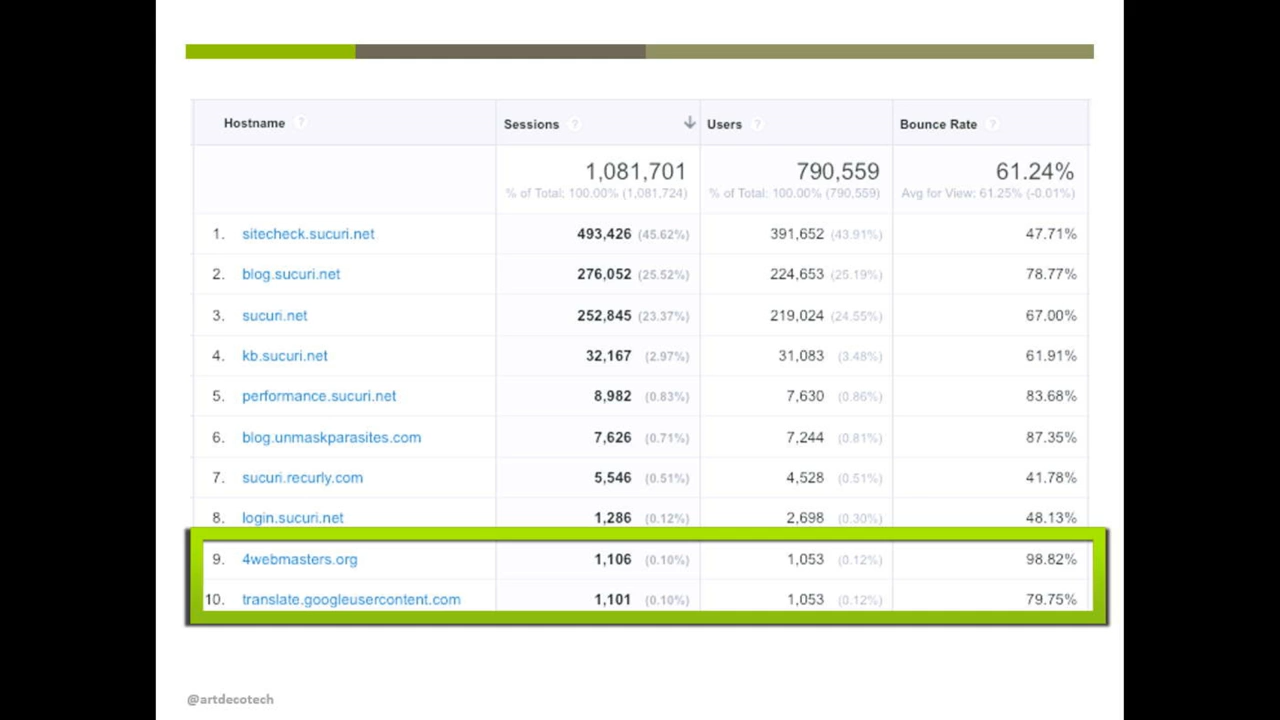 Hostname ? Sessions ? ↓ Users ? Bounce Rate ?
1,081,701 790,559 61.24%
% of Total: 100.00% (1,081,724) % of Total: 100.00% (790,559) Avg for View: 61.25% (-0.01%)
1. sitecheck.sucuri.net 493,426 (45.62%) 391,652 (43.91%) 47.71%
2. blog.sucuri.net 276,052 (25.52%) 224,653 (25.19%) 78.77%
3. sucuri.net 252,845 (23.37%) 219,024 (24.55%) 67.00%
4. kb.sucuri.net 32,167 (2.97%) 31,083 (3.48%) 61.91%
5. performance.sucuri.net 8,982 (0.83%) 7,630 (0.86%) 83.68%
6. blog.unmaskparasites.com 7,626 (0.71%) 7,244 (0.81%) 87.35%
7. sucuri.recurly.com 5,546 (0.51%) 4,528 (0.51%) 41.78%
8. login.sucuri.net 1,286 (0.12%) 2,698 (0.30%) 48.13%
9. 4webmasters.org 1,106 (0.10%) 1,053 (0.12%) 98.82%
10. translate.googleusercontent.com 1,101 (0.10%) 1,053 (0.12%) 79.75%
@artdecotech